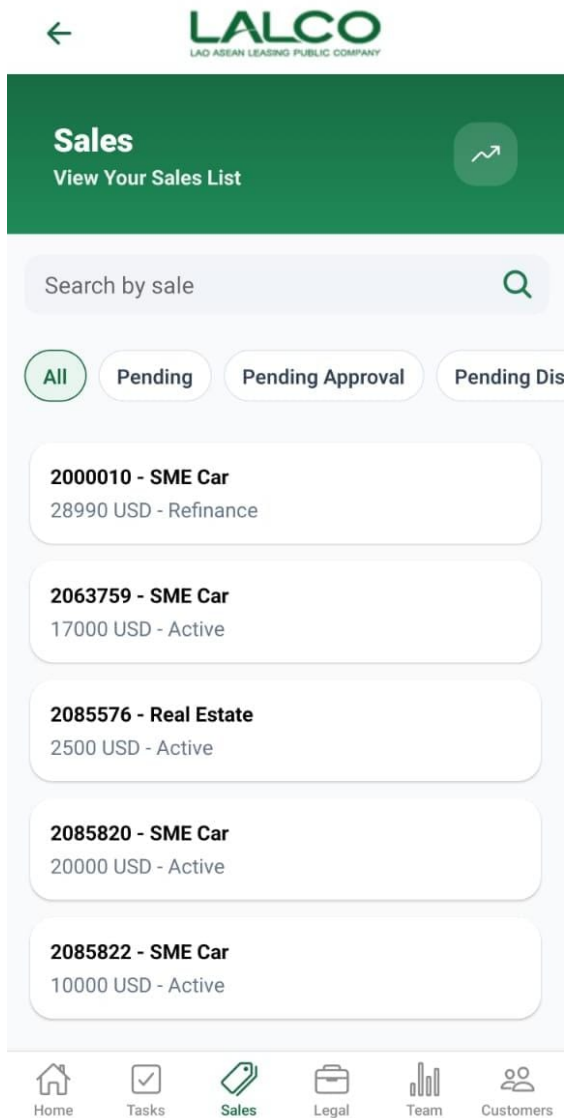 LALCO
LAO ASEAN LEASING PUBLIC COMPANY
Sales
View Your Sales List
Search by sale
All
Pending
Pending Approval
Pending Dis
2000010 - SME Car
28990 USD - Refinance
2063759 - SME Car
17000 USD - Active
2085576 - Real Estate
2500 USD - Active
2085820 - SME Car
20000 USD - Active
2085822 - SME Car
10000 USD - Active
Home
Tasks
Sales
Legal
Team
Customers